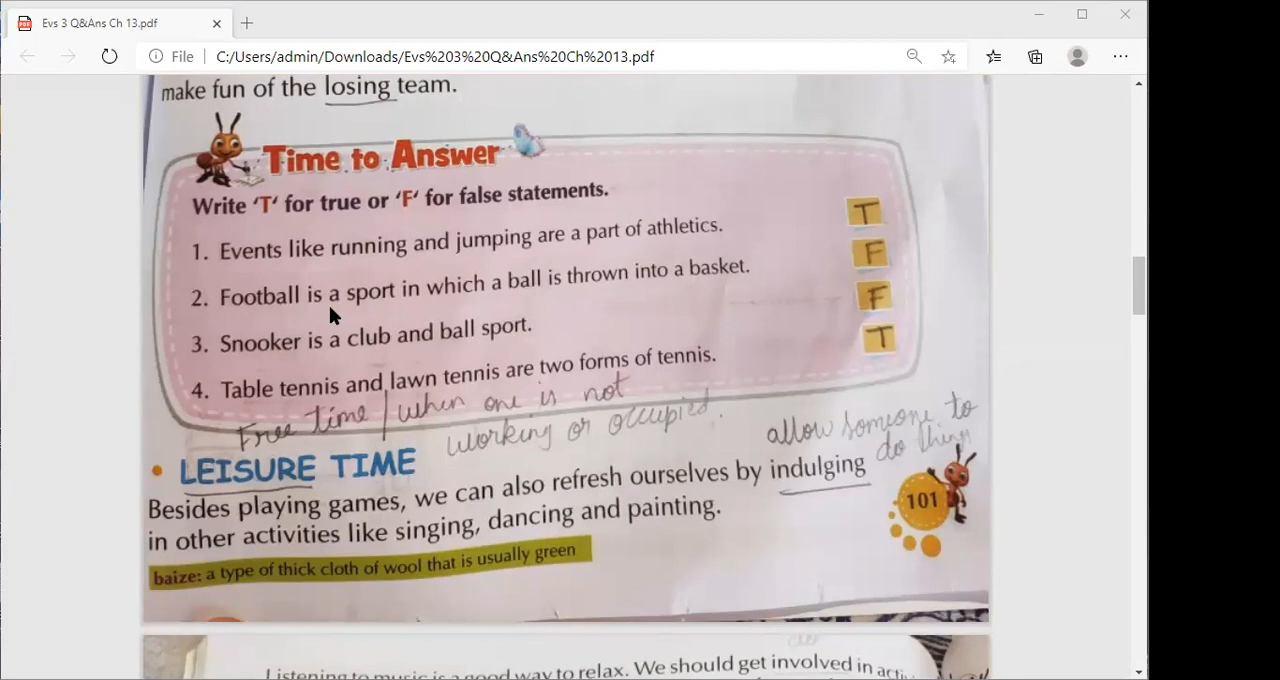 Evs 3 Q&Ans Ch 13.pdf
File | C:/Users/admin/Downloads/Evs%203%20Q&Ans%20Ch%2013.pdf
make fun of the losing team.
Time to Answer
Write 'T' for true or 'F' for false statements.
1. Events like running and jumping are a part of athletics. T
2. Football is a sport in which a ball is thrown into a basket. F
3. Snooker is a club and ball sport. F
4. Table tennis and lawn tennis are two forms of tennis. T
Free time / when one is not
working or occupied.
allow someone to
do things
• LEISURE TIME
Besides playing games, we can also refresh ourselves by indulging
in other activities like singing, dancing and painting.
101
baize: a type of thick cloth of wool that is usually green
Listening to music is a good way to relax. We should get involved in